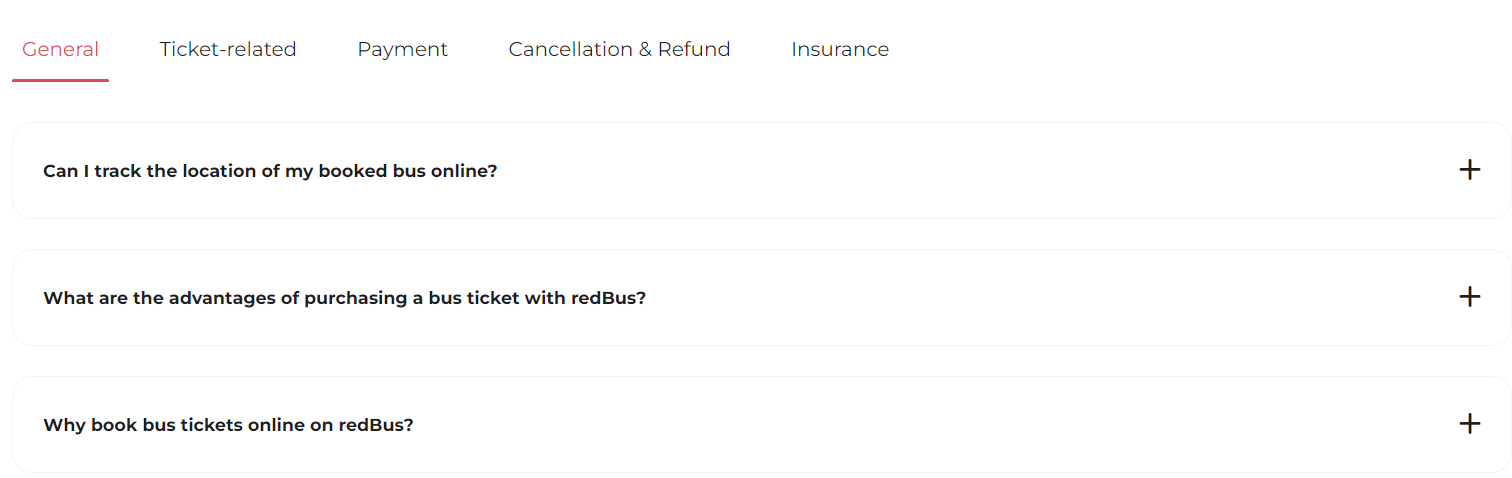 General Ticket-related Payment Cancellation & Refund Insurance
Can I track the location of my booked bus online?
What are the advantages of purchasing a bus ticket with redBus?
Why book bus tickets online on redBus?